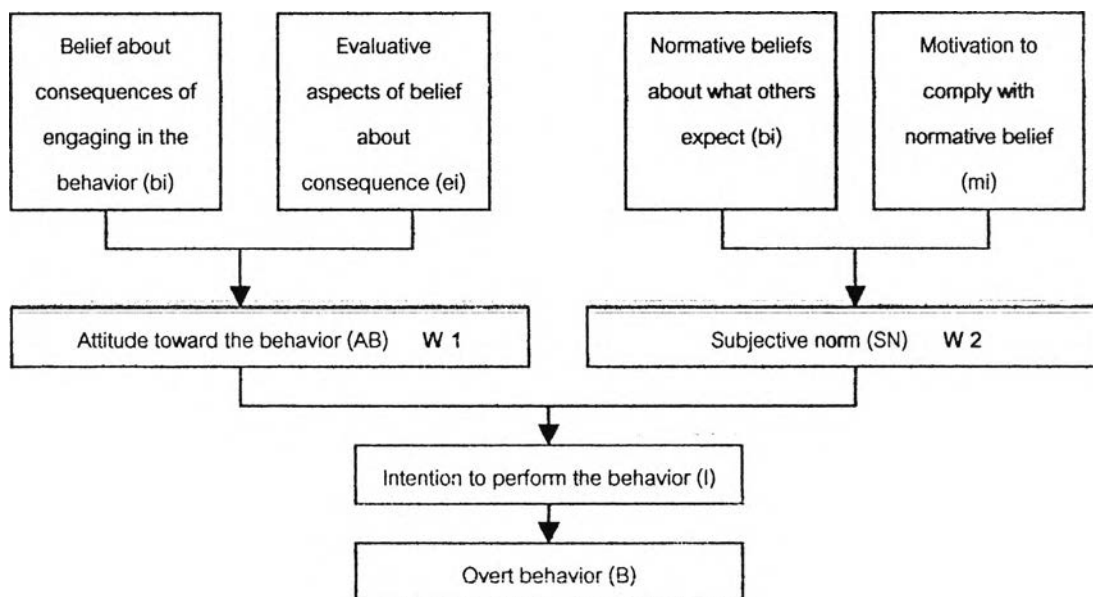 Belief about
consequences of
engaging in the
behavior (bi)
Evaluative
aspects of belief
about
consequence (ei)
Normative beliefs
about what others
expect (bi)
Motivation to
comply with
normative belief
(mi)
Attitude toward the behavior (AB) W 1
Subjective norm (SN) W 2
Intention to perform the behavior (I)
Overt behavior (B)